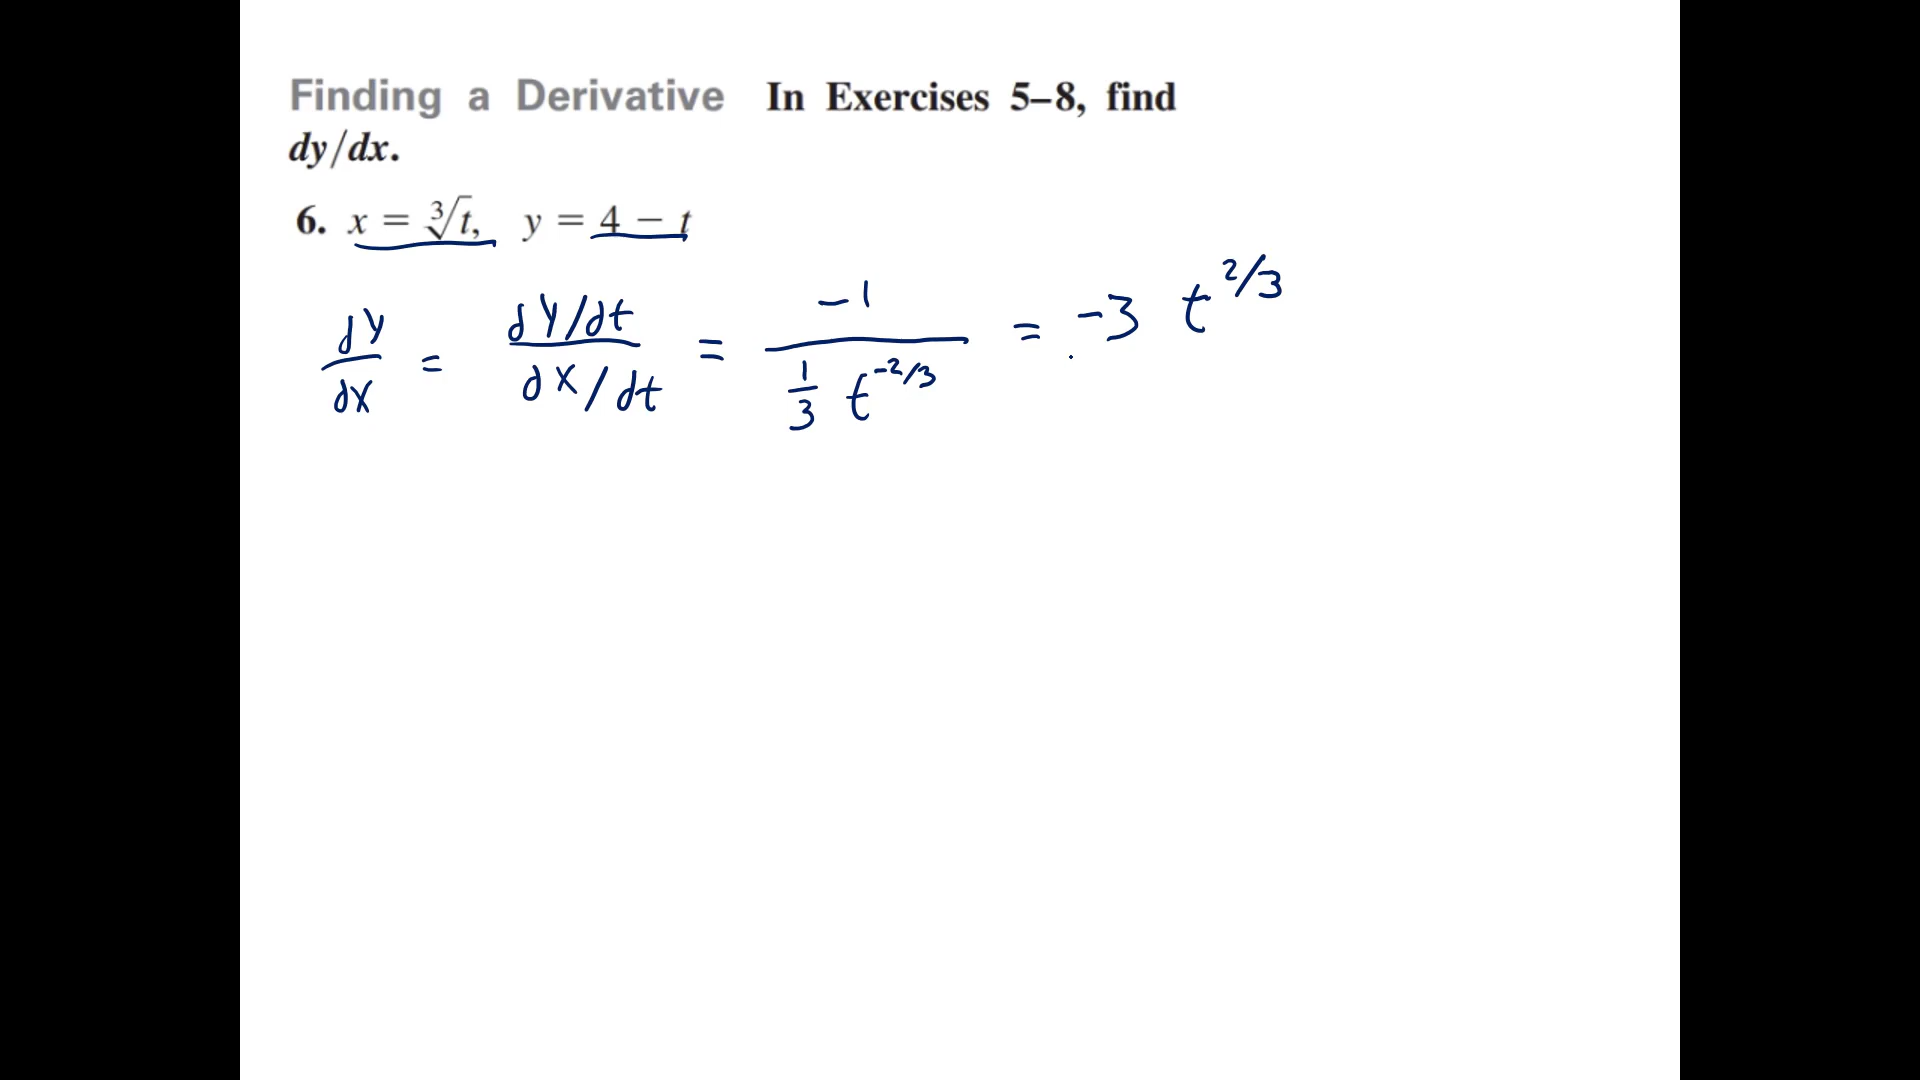 Finding a Derivative In Exercises 5–8, find
dy/dx.
6. x = ∛t, y = 4 − t
dy/dx = (dy/dt)/(dx/dt) = -1/(1/3 t^(-2/3)) = -3 t^(2/3)